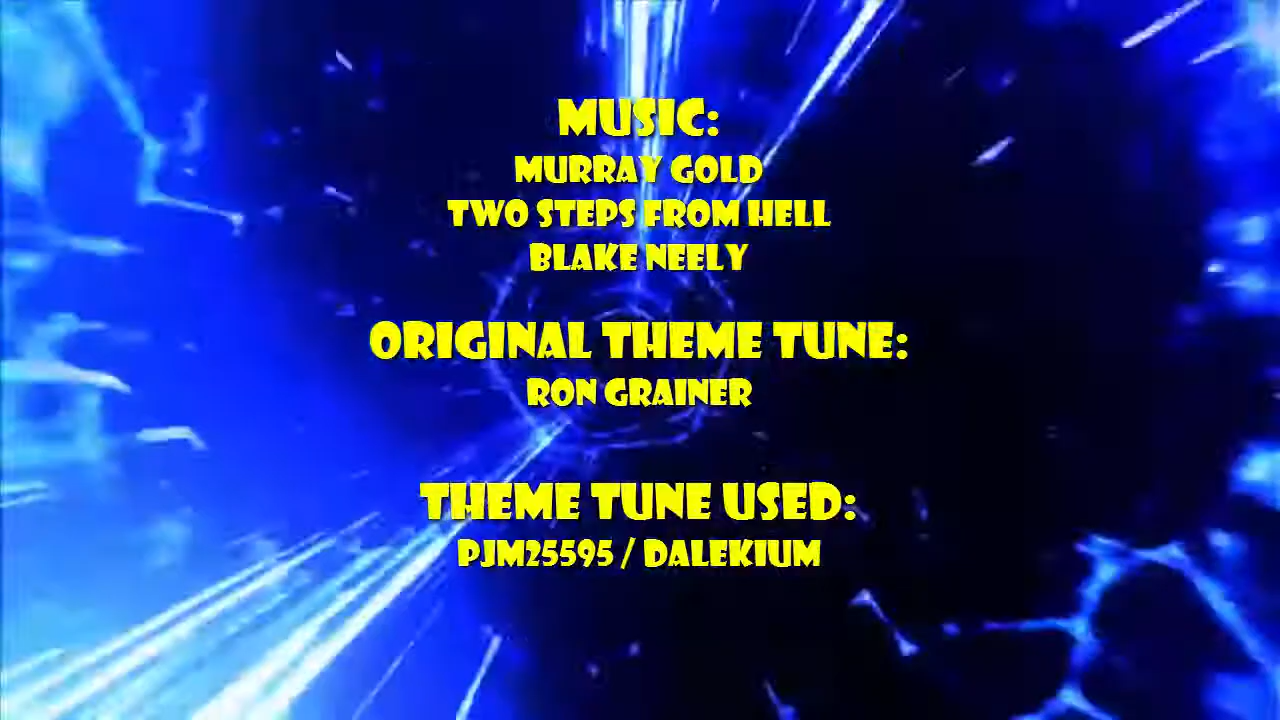 MUSIC:
MURRAY GOLD
TWO STEPS FROM HELL
BLAKE NEELY
ORIGINAL THEME TUNE:
RON GRAINER
THEME TUNE USED:
PJM25595 / DALEKIUM